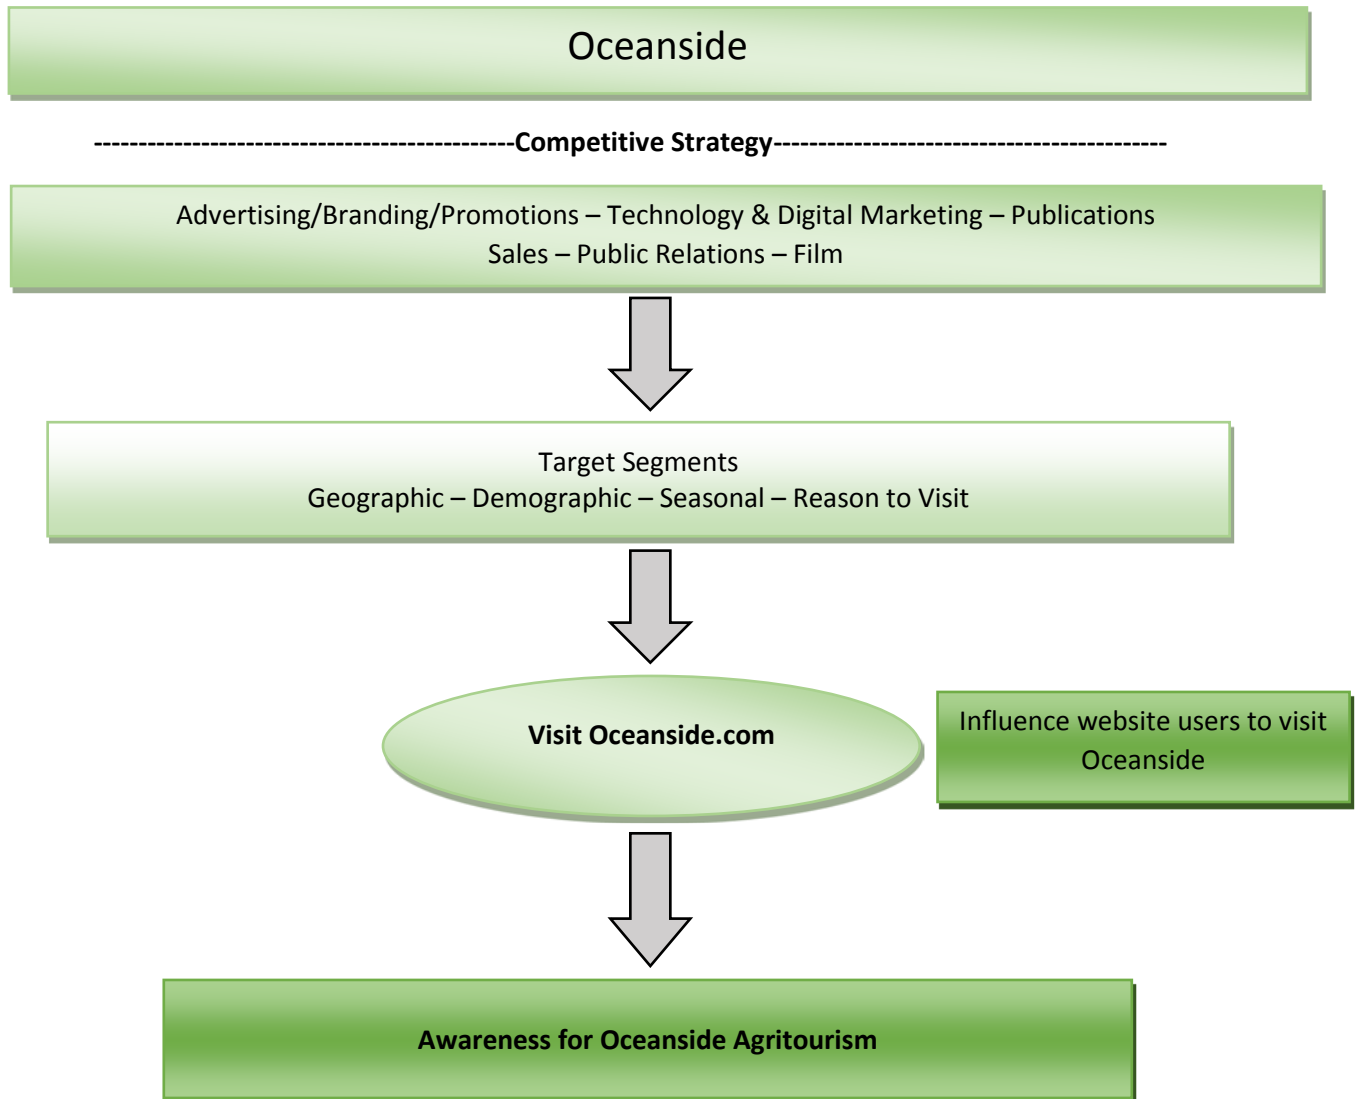 Oceanside
----------------------------------------------Competitive Strategy-------------------------------------------
Advertising/Branding/Promotions – Technology & Digital Marketing – Publications
Sales – Public Relations – Film
Target Segments
Geographic – Demographic – Seasonal – Reason to Visit
Visit Oceanside.com
Influence website users to visit
Oceanside
Awareness for Oceanside Agritourism